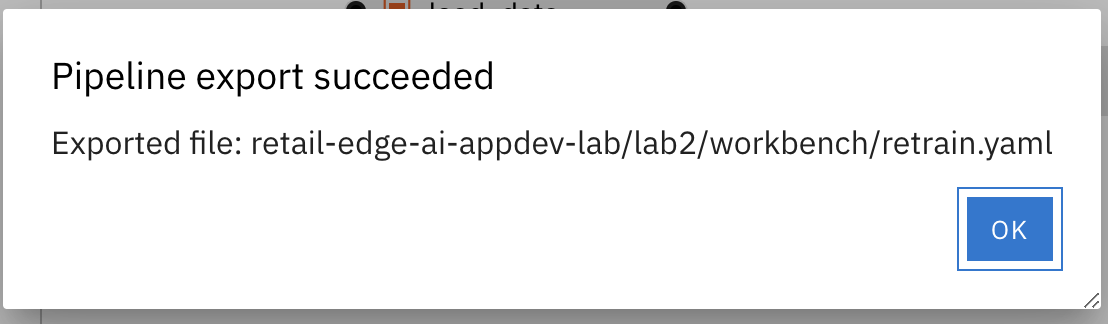 Pipeline export succeeded
Exported file: retail-edge-ai-appdev-lab/lab2/workbench/retrain.yaml
OK